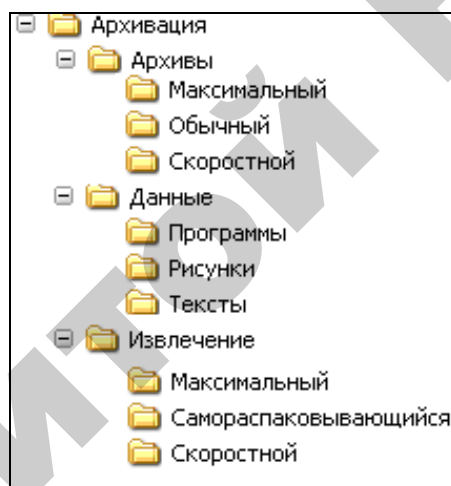 Архивация
Архивы
Максимальный
Обычный
Скоростной
Данные
Программы
Рисунки
Тексты
Извлечение
Максимальный
Самораспаковывающийся
Скоростной